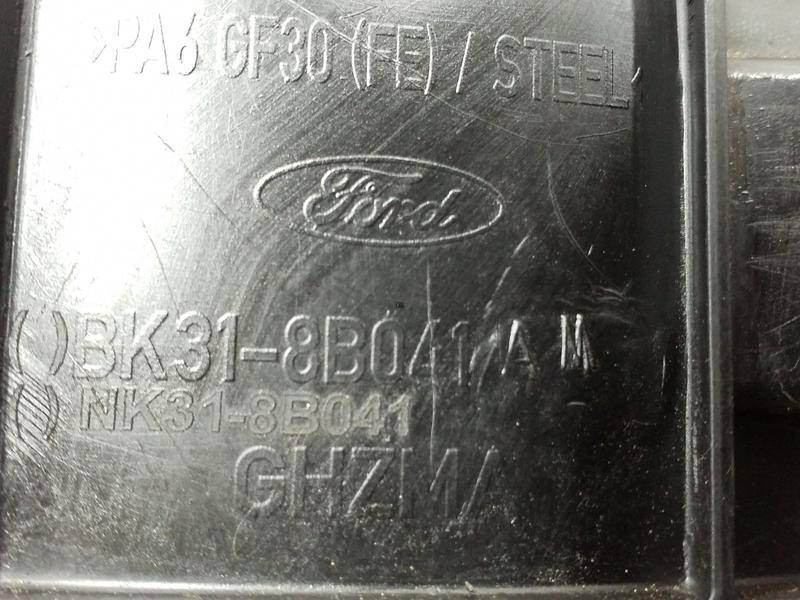 >PA6 GF30 (FE) / STEEL
Ford
( ) BK31-8B041
( ) NK31-8B041
GHZMA